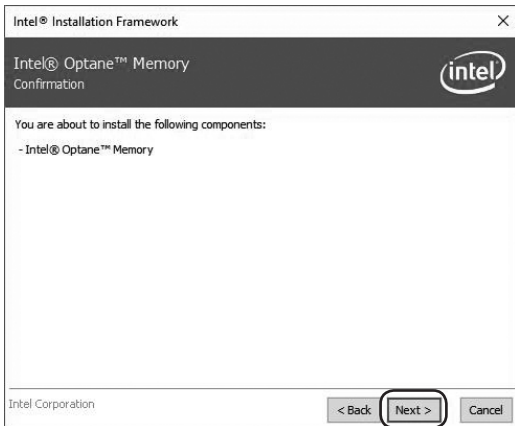 Intel® Installation Framework
Intel® Optane™ Memory
Confirmation
intel
You are about to install the following components:
- Intel® Optane™ Memory
Intel Corporation
< Back Next > Cancel